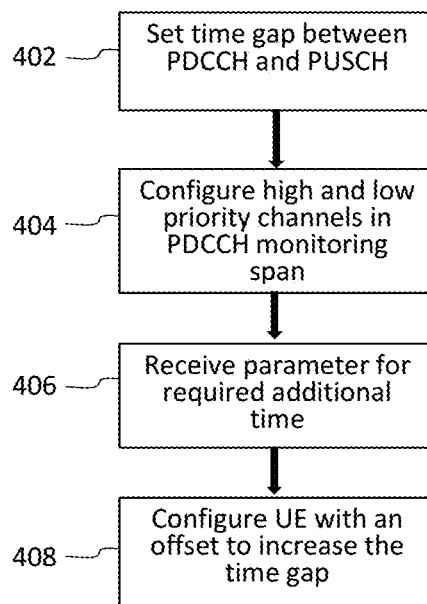 402
Set time gap between
PDCCH and PUSCH
404
Configure high and low
priority channels in
PDCCH monitoring
span
406
Receive parameter for
required additional
time
408
Configure UE with an
offset to increase the
time gap